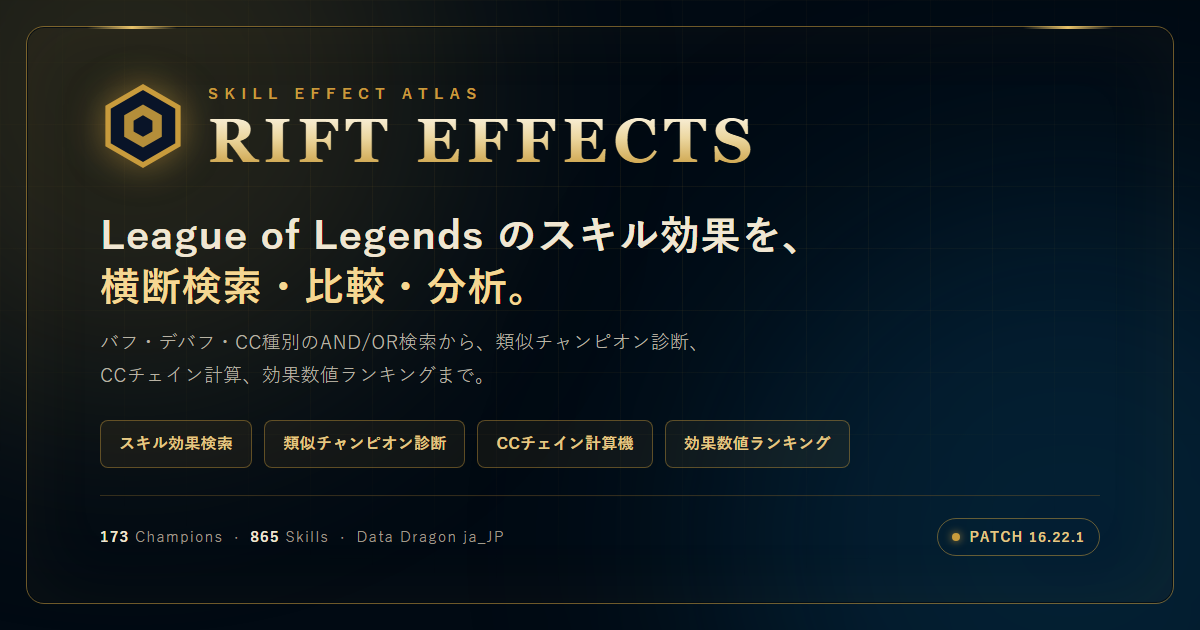 SKILL EFFECT ATLAS
RIFT EFFECTS
League of Legends のスキル効果を、
横断検索・比較・分析。
バフ・デバフ・CC種別のAND/OR検索から、類似チャンピオン診断、
CCチェイン計算、効果数値ランキングまで。
スキル効果検索
類似チャンピオン診断
CCチェイン計算機
効果数値ランキング
173 Champions · 865 Skills · Data Dragon ja_JP
PATCH 16.22.1